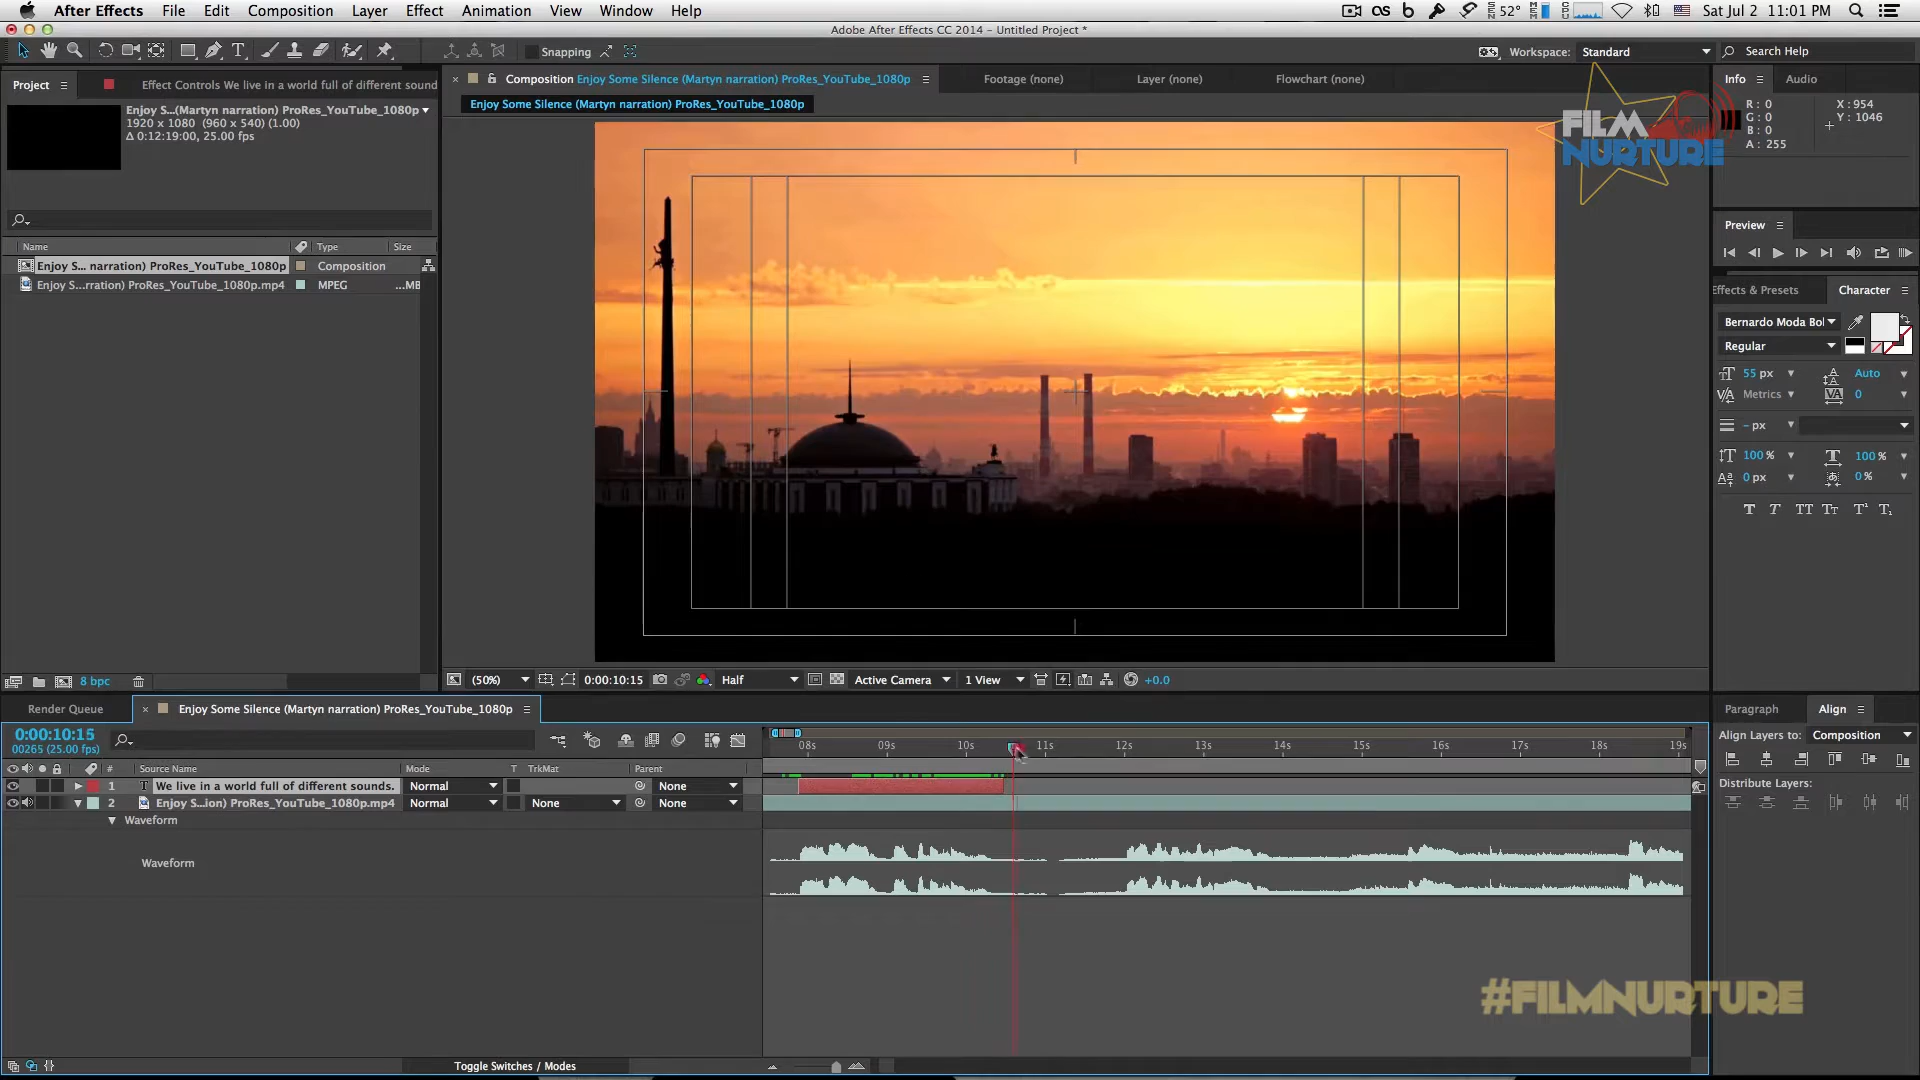 After Effects File Edit Composition Layer Effect Animation View Window Help
52° Sat Jul 2 11:01 PM
Adobe After Effects CC 2014 - Untitled Project *
Snapping
Workspace: Standard
Search Help
Project
Effect Controls We live in a world full of different sound
Composition Enjoy Some Silence (Martyn narration) ProRes_YouTube_1080p
Footage (none)
Layer (none)
Flowchart (none)
Info
Audio
Enjoy Some Silence (Martyn narration) ProRes_YouTube_1080p
Enjoy S...(Martyn narration) ProRes_YouTube_1080p
1920 x 1080 (960 x 540) (1.00)
Δ 0:12:19:00, 25.00 fps
R : 0
G : 0
B : 0
A : 255
X : 954
Y : 1046
FILM
NURTURE
Preview
Name Type Size
Enjoy S... narration) ProRes_YouTube_1080p Composition
Enjoy S...rration) ProRes_YouTube_1080p.mp4 MPEG ...MB
Effects & Presets
Character
Bernardo Moda Bol
Regular
55 px Auto
Metrics 0
- px
100 % 100 %
0 px 0 %
T T TT Tt T¹ T₁
8 bpc
(50%) 0:00:10:15 Half Active Camera 1 View +0.0
Render Queue
Enjoy Some Silence (Martyn narration) ProRes_YouTube_1080p
Paragraph
Align
0:00:10:15
00265 (25.00 fps)
08s 09s 10s 11s 12s 13s 14s 15s 16s 17s 18s 19s
Align Layers to: Composition
Distribute Layers:
# Source Name Mode T TrkMat Parent
1 T We live in a world full of different sounds. Normal None
2 Enjoy S...ion) ProRes_YouTube_1080p.mp4 Normal None None
Waveform
Waveform
#FILMNURTURE
Toggle Switches / Modes